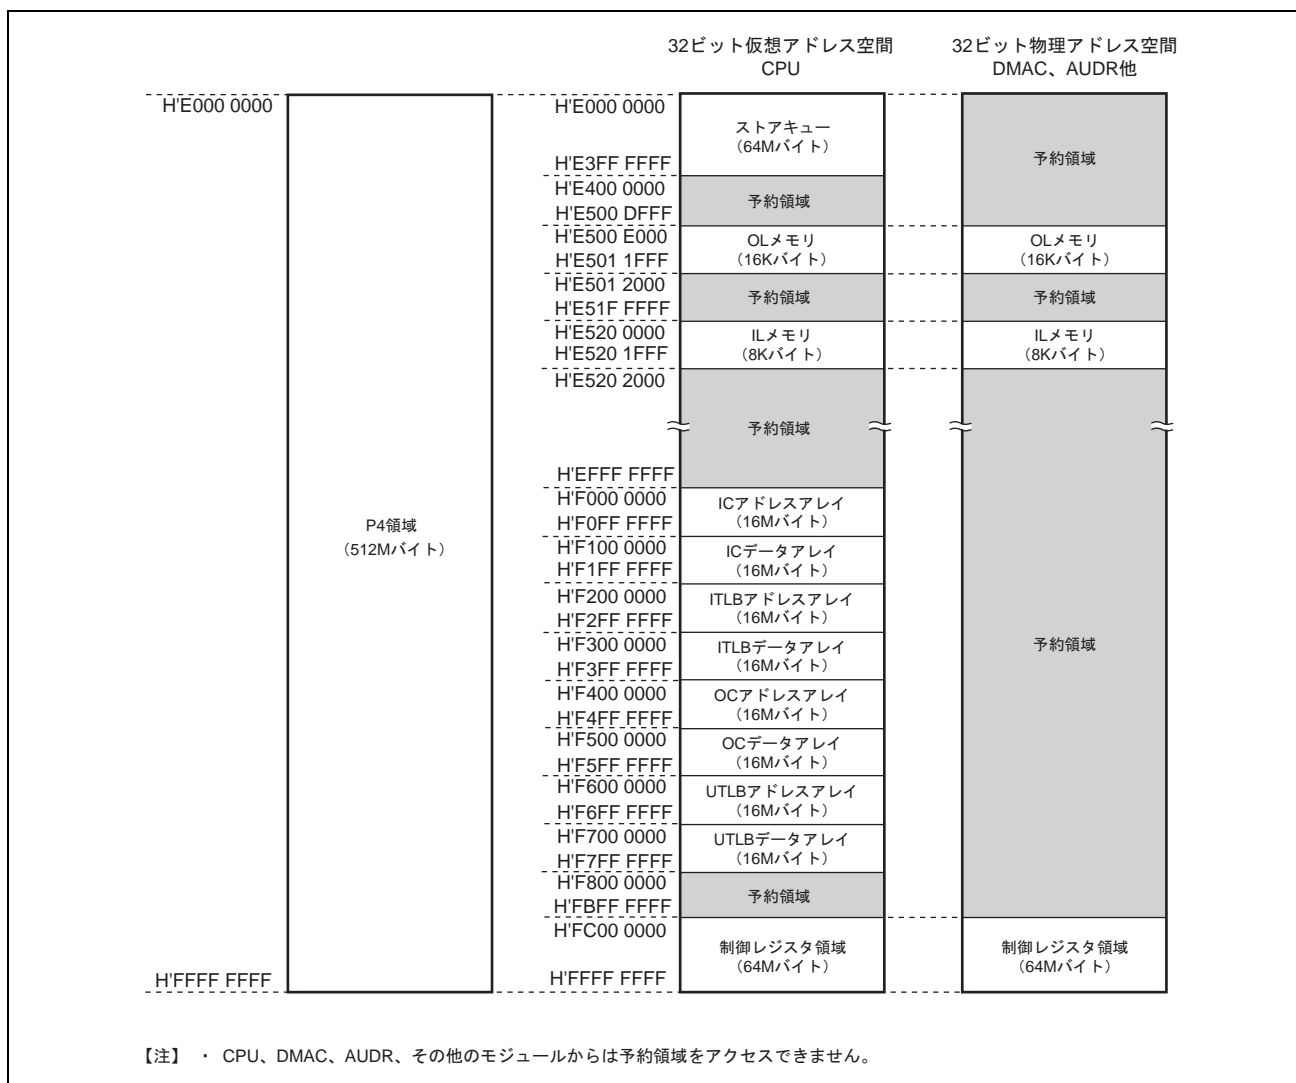 32ビット仮想アドレス空間
CPU
32ビット物理アドレス空間
DMAC、AUDR他
H'E000 0000
H'FFFF FFFF
P4領域
（512Mバイト）
H'E000 0000
H'E3FF FFFF
H'E400 0000
H'E500 DFFF
H'E500 E000
H'E501 1FFF
H'E501 2000
H'E51F FFFF
H'E520 0000
H'E520 1FFF
H'E520 2000
H'EFFF FFFF
H'F000 0000
H'F0FF FFFF
H'F100 0000
H'F1FF FFFF
H'F200 0000
H'F2FF FFFF
H'F300 0000
H'F3FF FFFF
H'F400 0000
H'F4FF FFFF
H'F500 0000
H'F5FF FFFF
H'F600 0000
H'F6FF FFFF
H'F700 0000
H'F7FF FFFF
H'F800 0000
H'FBFF FFFF
H'FC00 0000
H'FFFF FFFF
ストアキュー
（64Mバイト）
予約領域
OLメモリ
（16Kバイト）
予約領域
ILメモリ
（8Kバイト）
予約領域
ICアドレスアレイ
（16Mバイト）
ICデータアレイ
（16Mバイト）
ITLBアドレスアレイ
（16Mバイト）
ITLBデータアレイ
（16Mバイト）
OCアドレスアレイ
（16Mバイト）
OCデータアレイ
（16Mバイト）
UTLBアドレスアレイ
（16Mバイト）
UTLBデータアレイ
（16Mバイト）
予約領域
制御レジスタ領域
（64Mバイト）
予約領域
OLメモリ
（16Kバイト）
予約領域
ILメモリ
（8Kバイト）
予約領域
制御レジスタ領域
（64Mバイト）
【注】 ・ CPU、DMAC、AUDR、その他のモジュールからは予約領域をアクセスできません。